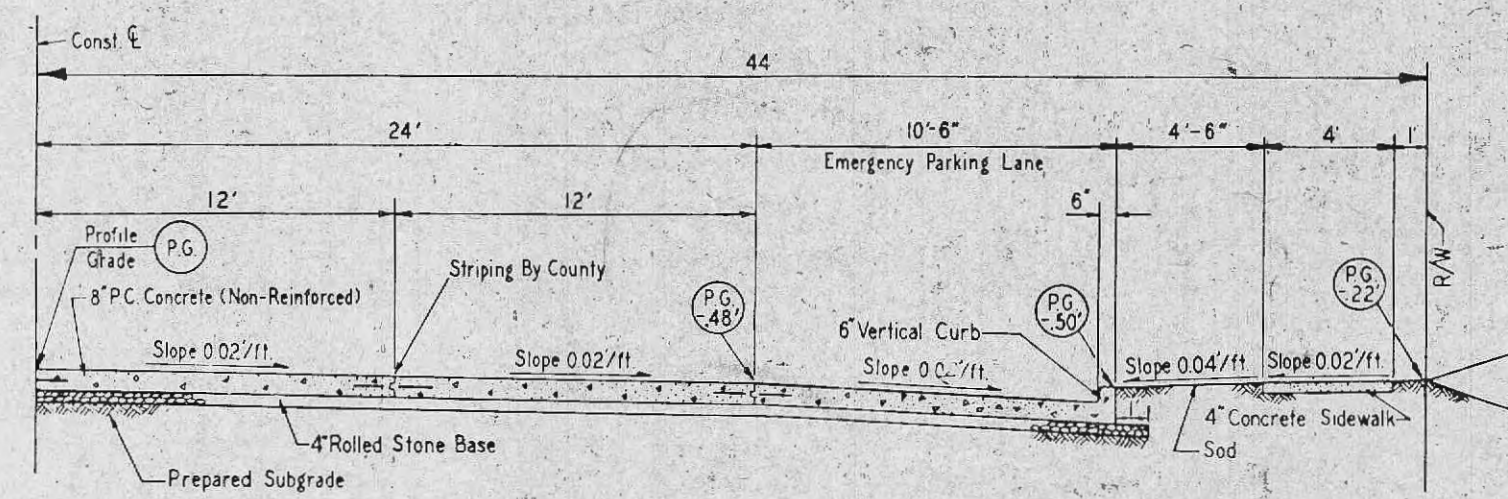 Const. ℄
44
24'
10'-6"
4'-6"
4'
1'
Emergency Parking Lane
12'
12'
6"
Profile
Grade
P.G.
8" P.C. Concrete (Non-Reinforced)
Striping By County
P.G.
-.48'
6" Vertical Curb
P.G.
-.50'
P.G.
-.22'
R/W
Slope 0.02'/ft.
Slope 0.02'/ft.
Slope
Slope 0.04'/ft.
Slope 0.02'/ft.
4" Rolled Stone Base
Prepared Subgrade
4" Concrete Sidewalk
Sod